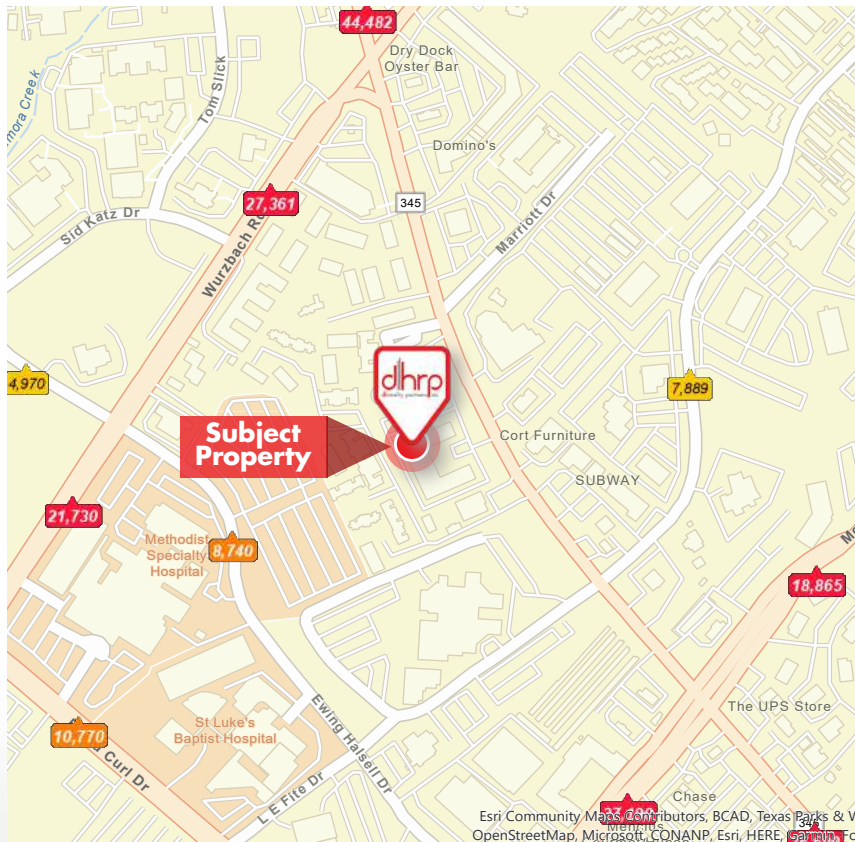 44,482
Dry Dock
Oyster Bar
Tom Slick
Domino's
27,361
345
Marriott Dr
Sid Katz Dr
Wurzbach
4,970
dhrp
7,889
Subject
Property
Cort Furniture
SUBWAY
21,730
Methodist
Specialty
Hospital
8,740
18,865
The UPS Store
St Luke's
Baptist Hospital
10,770
Curl Dr
Ewing Halsell Dr
L E Fite Dr
Chase
Esri Community Maps Contributors, BCAD, Texas Parks & W
OpenStreetMap, Microsoft, CONANP, Esri, HERE, Garmin, Fo